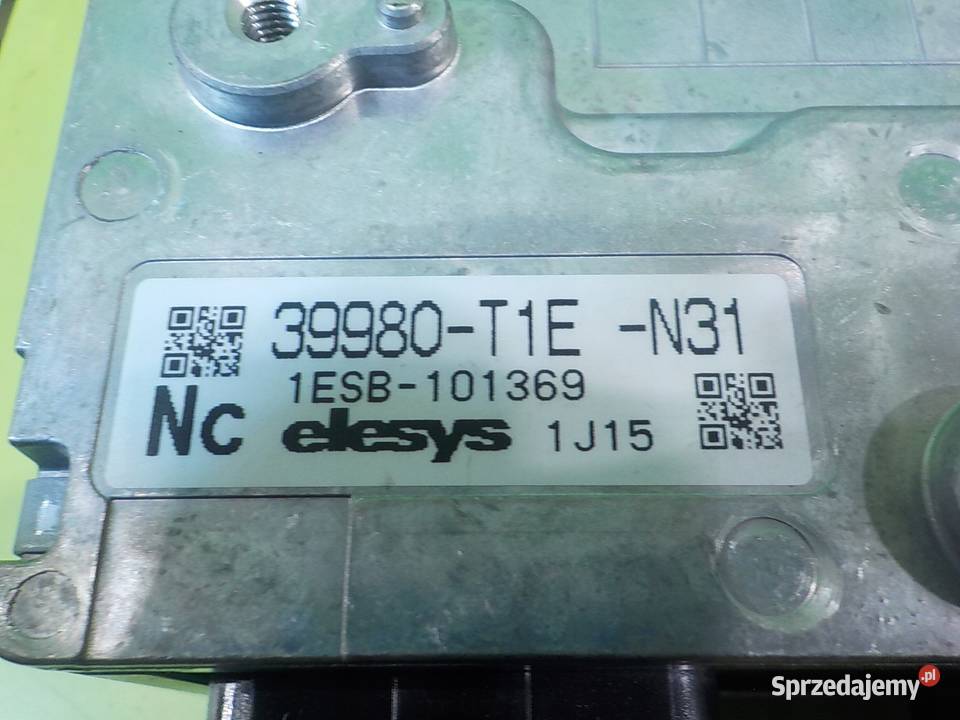 39980-T1E -N31
1ESB-101369
Nc elesys 1J15
Sprzedajemy.pl